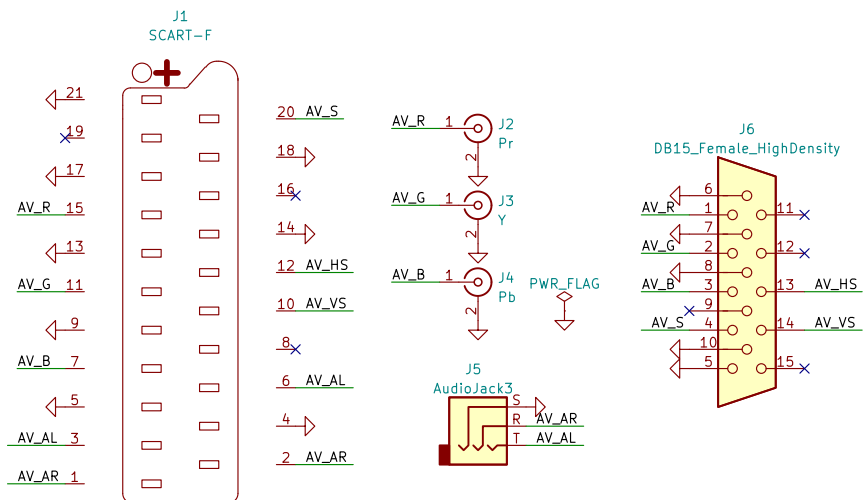 J1
SCART-F
21
19
17
AV_R 15
13
AV_G 11
9
AV_B 7
5
AV_AL 3
AV_AR 1
20 AV_S
18
16
14
12 AV_HS
10 AV_VS
8
6 AV_AL
4
2 AV_AR
AV_R 1 J2
Pr
2
AV_G 1 J3
Y
2
AV_B 1 J4
Pb
2
PWR_FLAG
J5
AudioJack3
S
R AV_AR
T AV_AL
J6
DB15_Female_HighDensity
6
AV_R 1
7
AV_G 2
8
AV_B 3
9
AV_S 4
10
5
11
12
13 AV_HS
14 AV_VS
15